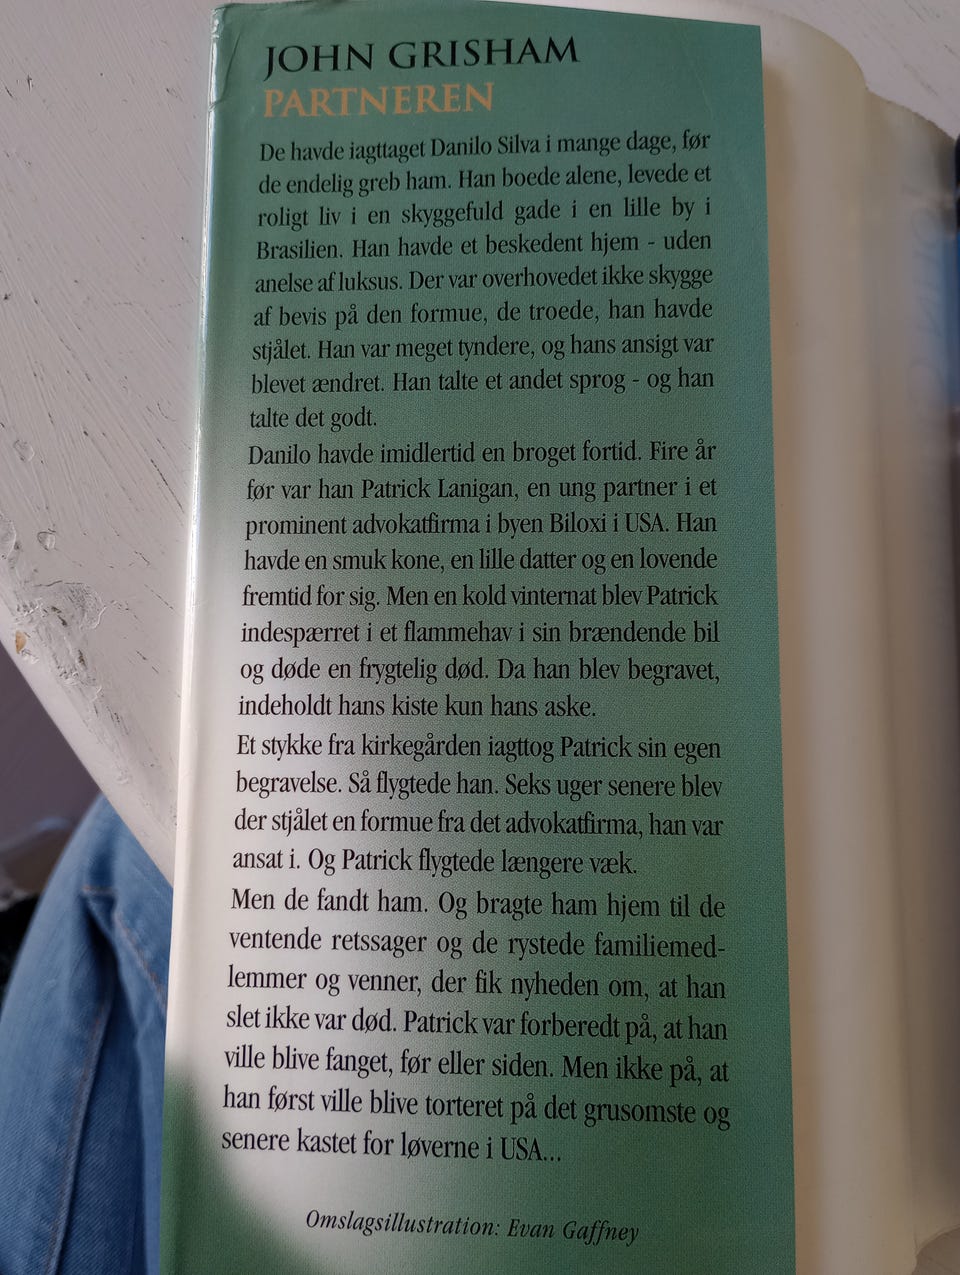 JOHN GRISHAM
PARTNEREN
De havde iagttaget Danilo Silva i mange dage, før
de endelig greb ham. Han boede alene, levede et
roligt liv i en skyggefuld gade i en lille by i
Brasilien. Han havde et beskedent hjem - uden
anelse af luksus. Der var overhovedet ikke skygge
af bevis på den formue, de troede, han havde
stjålet. Han var meget tyndere, og hans ansigt var
blevet ændret. Han talte et andet sprog - og han
talte det godt.
Danilo havde imidlertid en broget fortid. Fire år
før var han Patrick Lanigan, en ung partner i et
prominent advokatfirma i byen Biloxi i USA. Han
havde en smuk kone, en lille datter og en lovende
fremtid for sig. Men en kold vinternat blev Patrick
indespærret i et flammehav i sin brændende bil
og døde en frygtelig død. Da han blev begravet,
indeholdt hans kiste kun hans aske.
Et stykke fra kirkegården iagttog Patrick sin egen
begravelse. Så flygtede han. Seks uger senere blev
der stjålet en formue fra det advokatfirma, han var
ansat i. Og Patrick flygtede længere væk.
Men de fandt ham. Og bragte ham hjem til de
ventende retssager og de rystede familiemed-
lemmer og venner, der fik nyheden om, at han
slet ikke var død. Patrick var forberedt på, at han
ville blive fanget, før eller siden. Men ikke på, at
han først ville blive torteret på det grusomste og
senere kastet for løverne i USA...
Omslagsillustration: Evan Gaffney